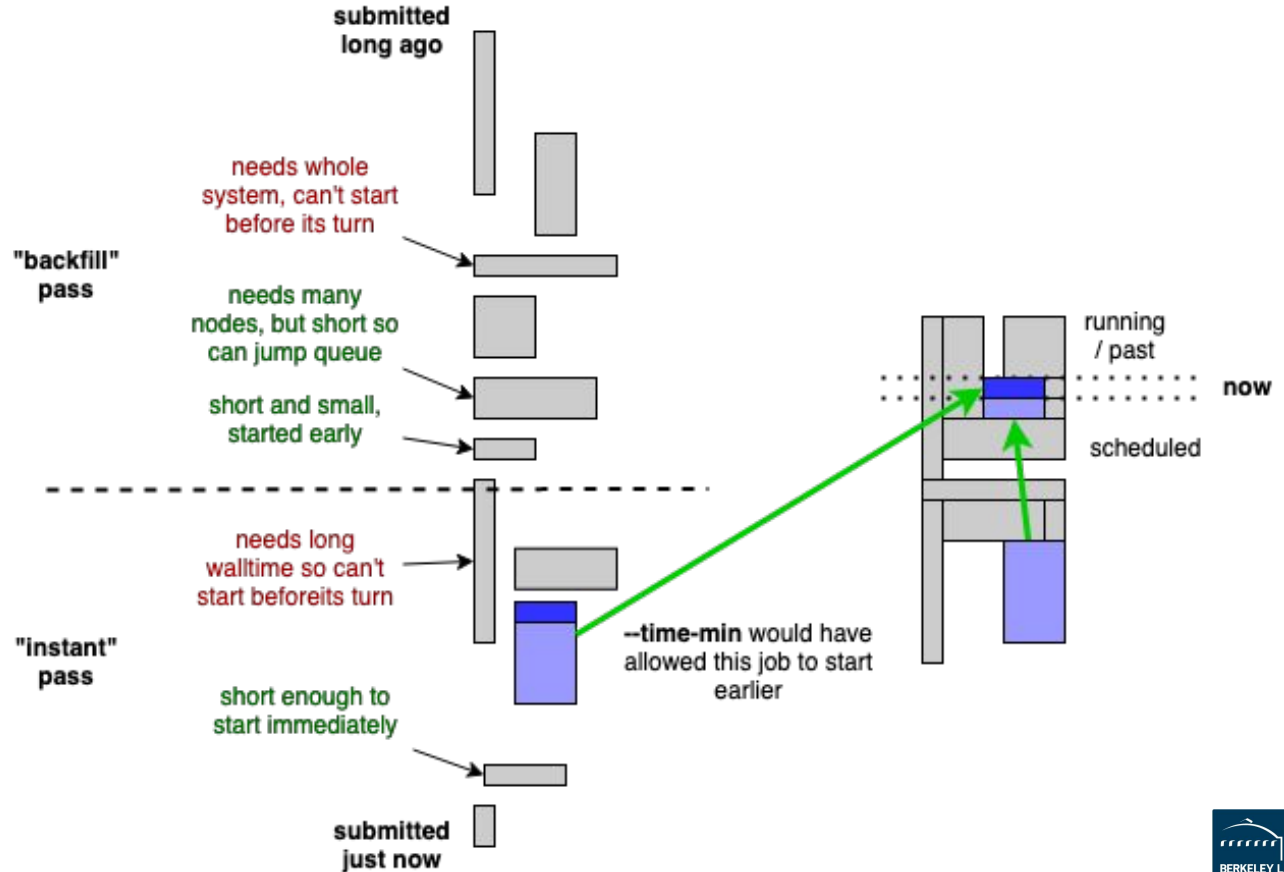 submitted
long ago
needs whole
system, can't start
before its turn
"backfill"
pass
needs many
nodes, but short so
can jump queue
short and small,
started early
running
/ past
now
scheduled
needs long
walltime so can't
start beforeits turn
"instant"
pass
--time-min would have
allowed this job to start
earlier
short enough to
start immediately
submitted
just now
BERKELEY L